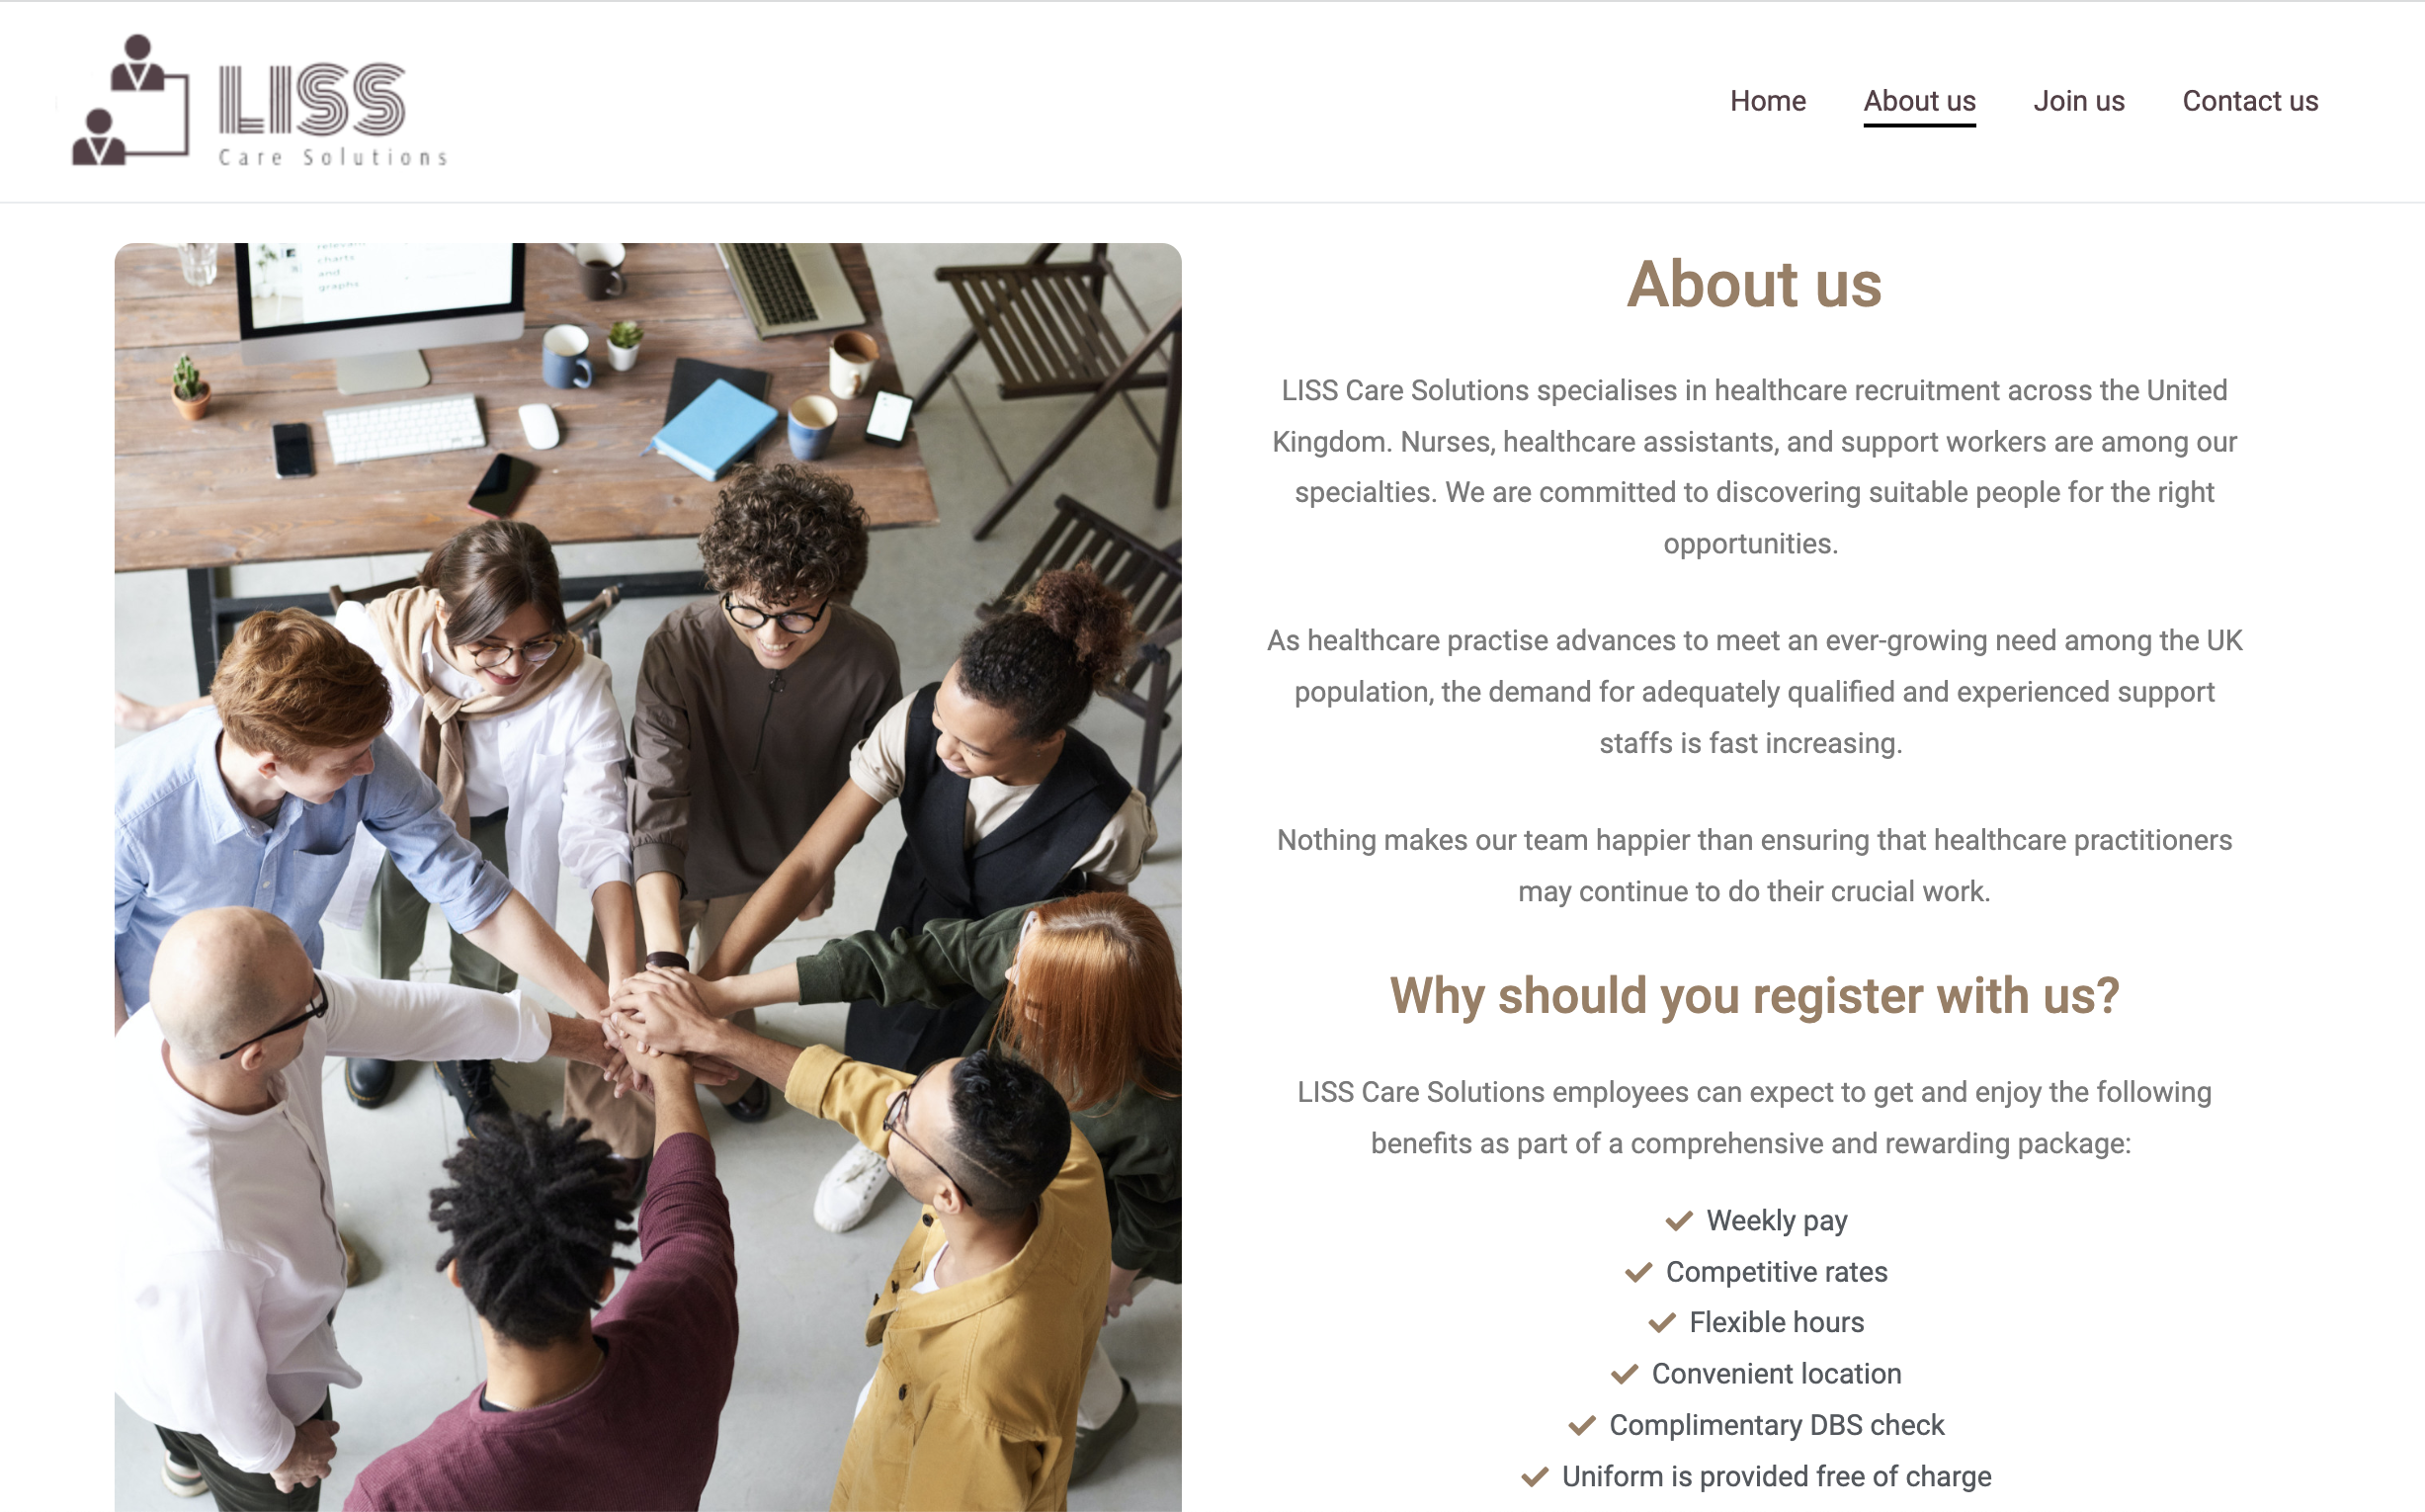 LISS
Care Solutions
Home
About us
Join us
Contact us
charts
and
graphs
About us
LISS Care Solutions specialises in healthcare recruitment across the United
Kingdom. Nurses, healthcare assistants, and support workers are among our
specialties. We are committed to discovering suitable people for the right
opportunities.
As healthcare practise advances to meet an ever-growing need among the UK
population, the demand for adequately qualified and experienced support
staffs is fast increasing.
Nothing makes our team happier than ensuring that healthcare practitioners
may continue to do their crucial work.
Why should you register with us?
LISS Care Solutions employees can expect to get and enjoy the following
benefits as part of a comprehensive and rewarding package:
Weekly pay
Competitive rates
Flexible hours
Convenient location
Complimentary DBS check
Uniform is provided free of charge